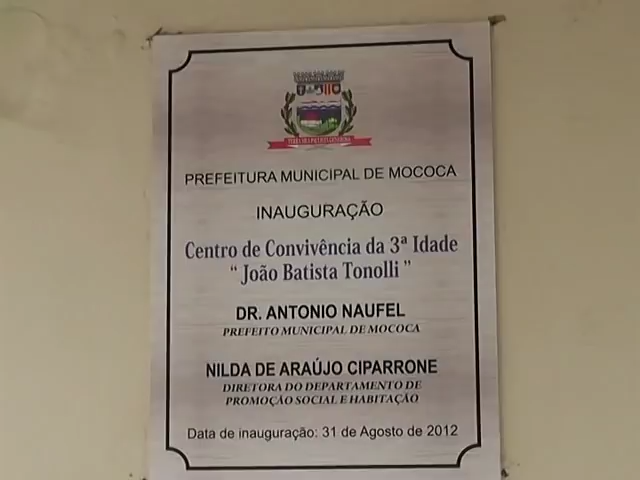 PREFEITURA MUNICIPAL DE MOCOCA
INAUGURAÇÃO
Centro de Convivência da 3ª Idade
“ João Batista Tonolli ”
DR. ANTONIO NAUFEL
PREFEITO MUNICIPAL DE MOCOCA
NILDA DE ARAÚJO CIPARRONE
DIRETORA DO DEPARTAMENTO DE
PROMOÇÃO SOCIAL E HABITAÇÃO
Data de inauguração: 31 de Agosto de 2012